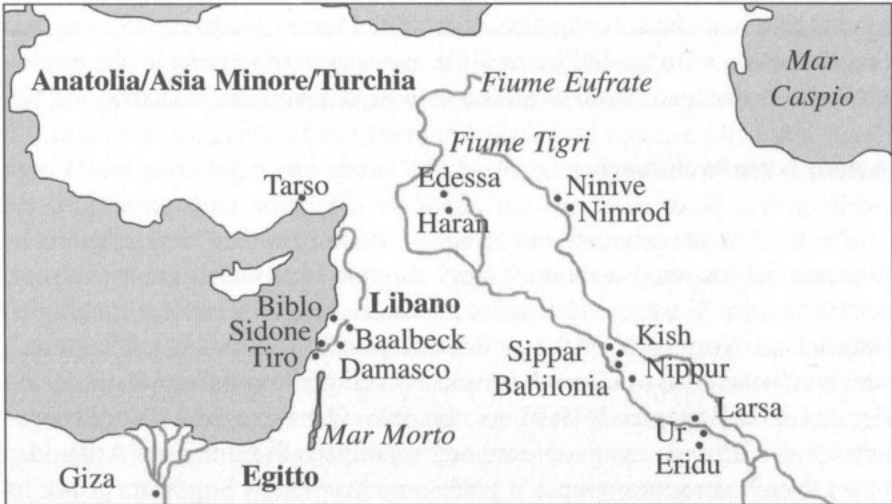 Anatolia/Asia Minore/Turchia
Fiume Eufrate
Mar
Caspio
Fiume Tigri
Tarso
Edessa
Haran
Ninive
Nimrod
Biblo
Libano
Sidone
Baalbeck
Tiro
Damasco
Sippar
Kish
Babilonia
Nippur
Larsa
Ur
Eridu
Mar Morto
Giza
Egitto